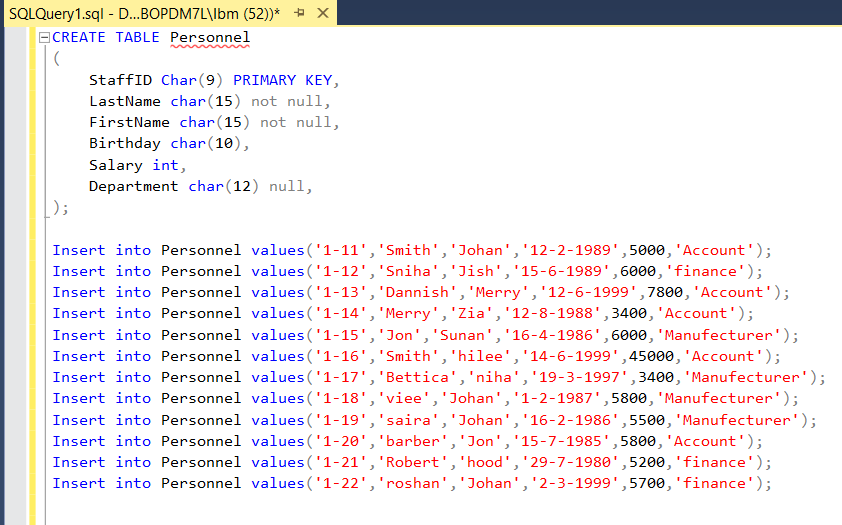 SQLQuery1.sql - D...BOPDM7L\Ibm (52))*
CREATE TABLE Personnel
(
StaffID Char(9) PRIMARY KEY,
LastName char(15) not null,
FirstName char(15) not null,
Birthday char(10),
Salary int,
Department char(12) null,
);
Insert into Personnel values('1-11','Smith','Johan','12-2-1989',5000,'Account');
Insert into Personnel values('1-12','Sniha','Jish','15-6-1989',6000,'finance');
Insert into Personnel values('1-13','Dannish','Merry','12-6-1999',7800,'Account');
Insert into Personnel values('1-14','Merry','Zia','12-8-1988',3400,'Account');
Insert into Personnel values('1-15','Jon','Sunan','16-4-1986',6000,'Manufecturer');
Insert into Personnel values('1-16','Smith','hilee','14-6-1999',45000,'Account');
Insert into Personnel values('1-17','Bettica','niha','19-3-1997',3400,'Manufecturer');
Insert into Personnel values('1-18','viee','Johan','1-2-1987',5800,'Manufecturer');
Insert into Personnel values('1-19','saira','Johan','16-2-1986',5500,'Manufecturer');
Insert into Personnel values('1-20','barber','Jon','15-7-1985',5800,'Account');
Insert into Personnel values('1-21','Robert','hood','29-7-1980',5200,'finance');
Insert into Personnel values('1-22','roshan','Johan','2-3-1999',5700,'finance');